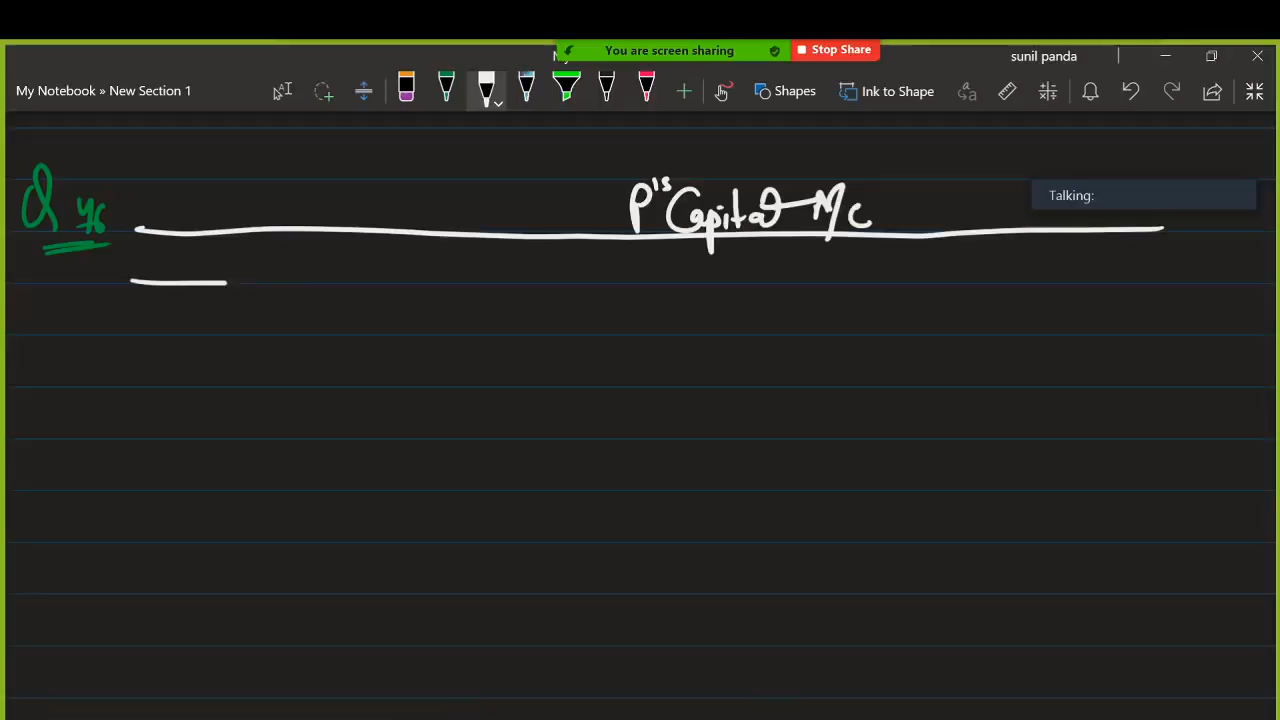 You are screen sharing Stop Share
sunil panda
My Notebook » New Section 1
Shapes
Ink to Shape
Talking:
P's Capital A/c
Q